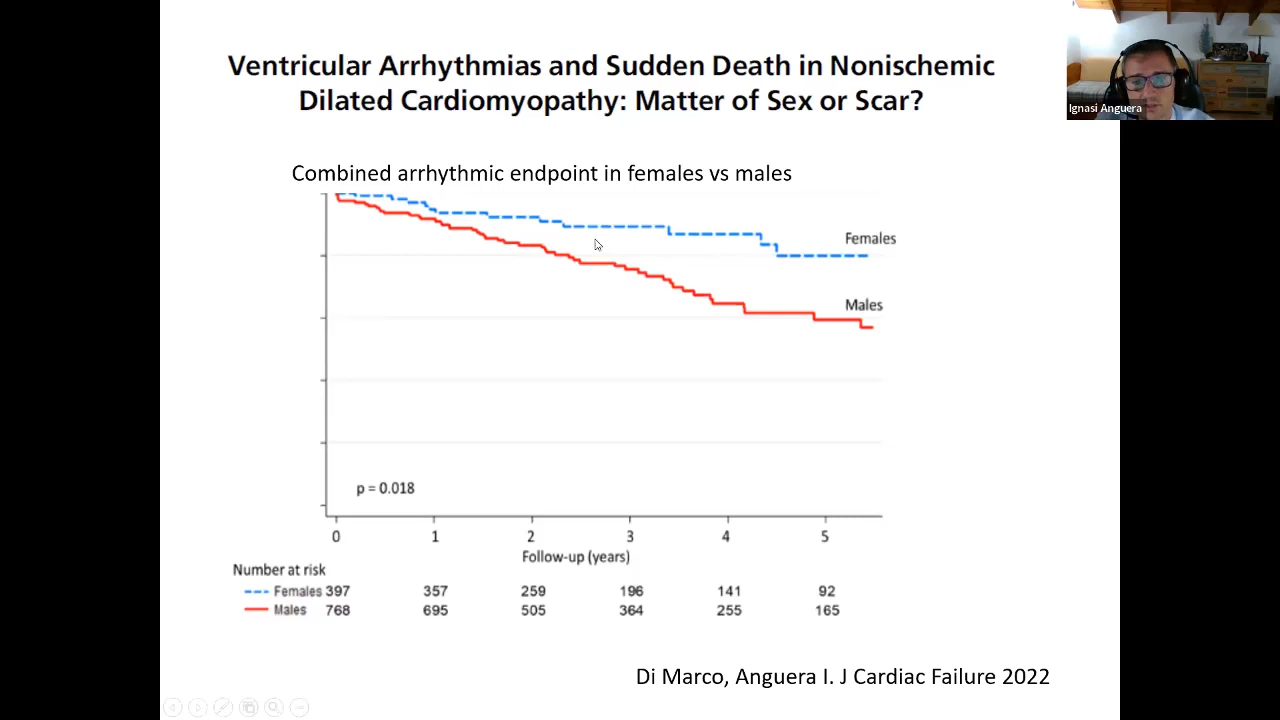 Ventricular Arrhythmias and Sudden Death in Nonischemic
Dilated Cardiomyopathy: Matter of Sex or Scar?
Ignasi Anguera
Combined arrhythmic endpoint in females vs males
Females
Males
p = 0.018
0 1 2 3 4 5
Follow-up (years)
Number at risk
Females 397 357 259 196 141 92
Males 768 695 505 364 255 165
Di Marco, Anguera I. J Cardiac Failure 2022